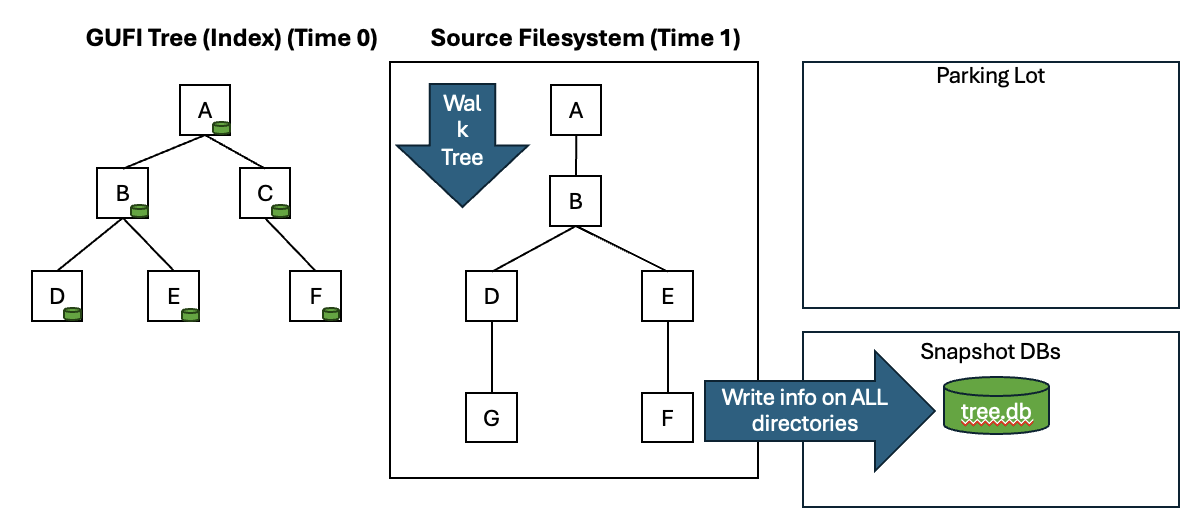 GUFI Tree (Index) (Time 0)
Source Filesystem (Time 1)
Parking Lot
A
B
C
D
E
F
Wal
k
Tree
A
B
D
E
G
F
Write info on ALL
directories
Snapshot DBs
tree.db